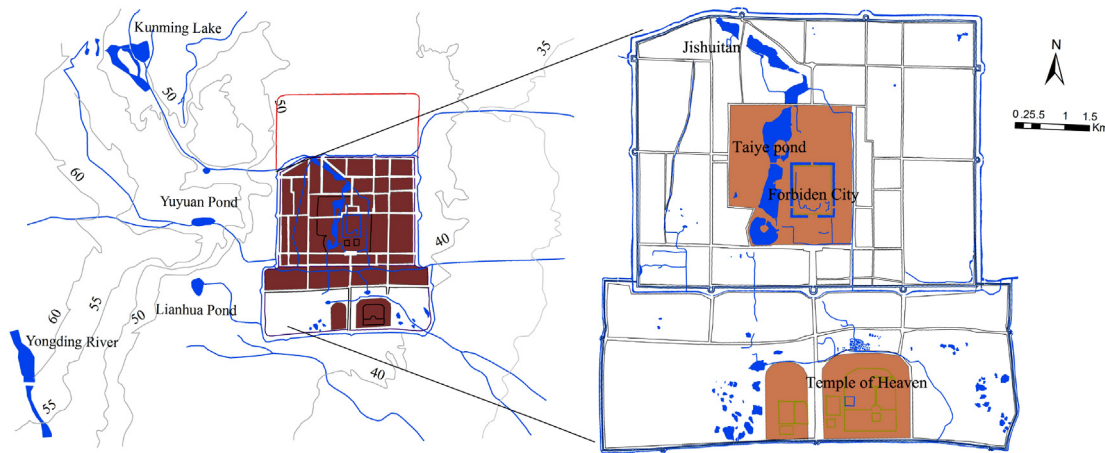 Kunming Lake
35
50
50
60
Yuyuan Pond
40
55
50
60
Lianhua Pond
Yongding River
40
55
Jishuitan
Taiye pond
Forbiden City
Temple of Heaven
N
0.25.5 1 1.5
Km